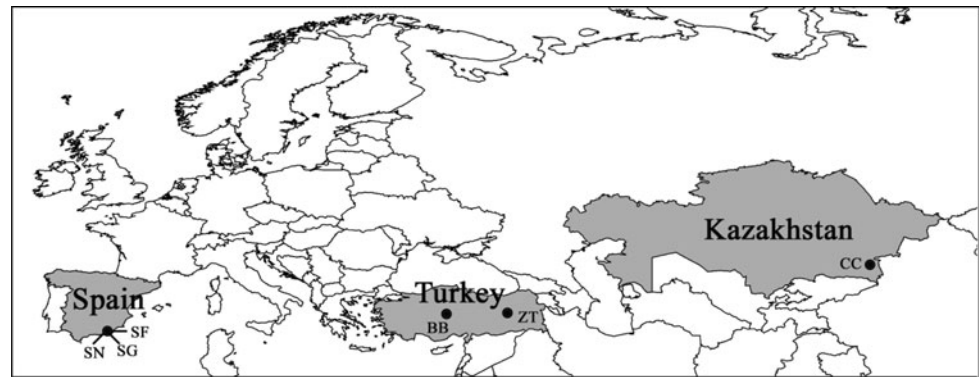 Kazakhstan
CC
Spain
Turkey
BB
ZT
SF
SN
SG